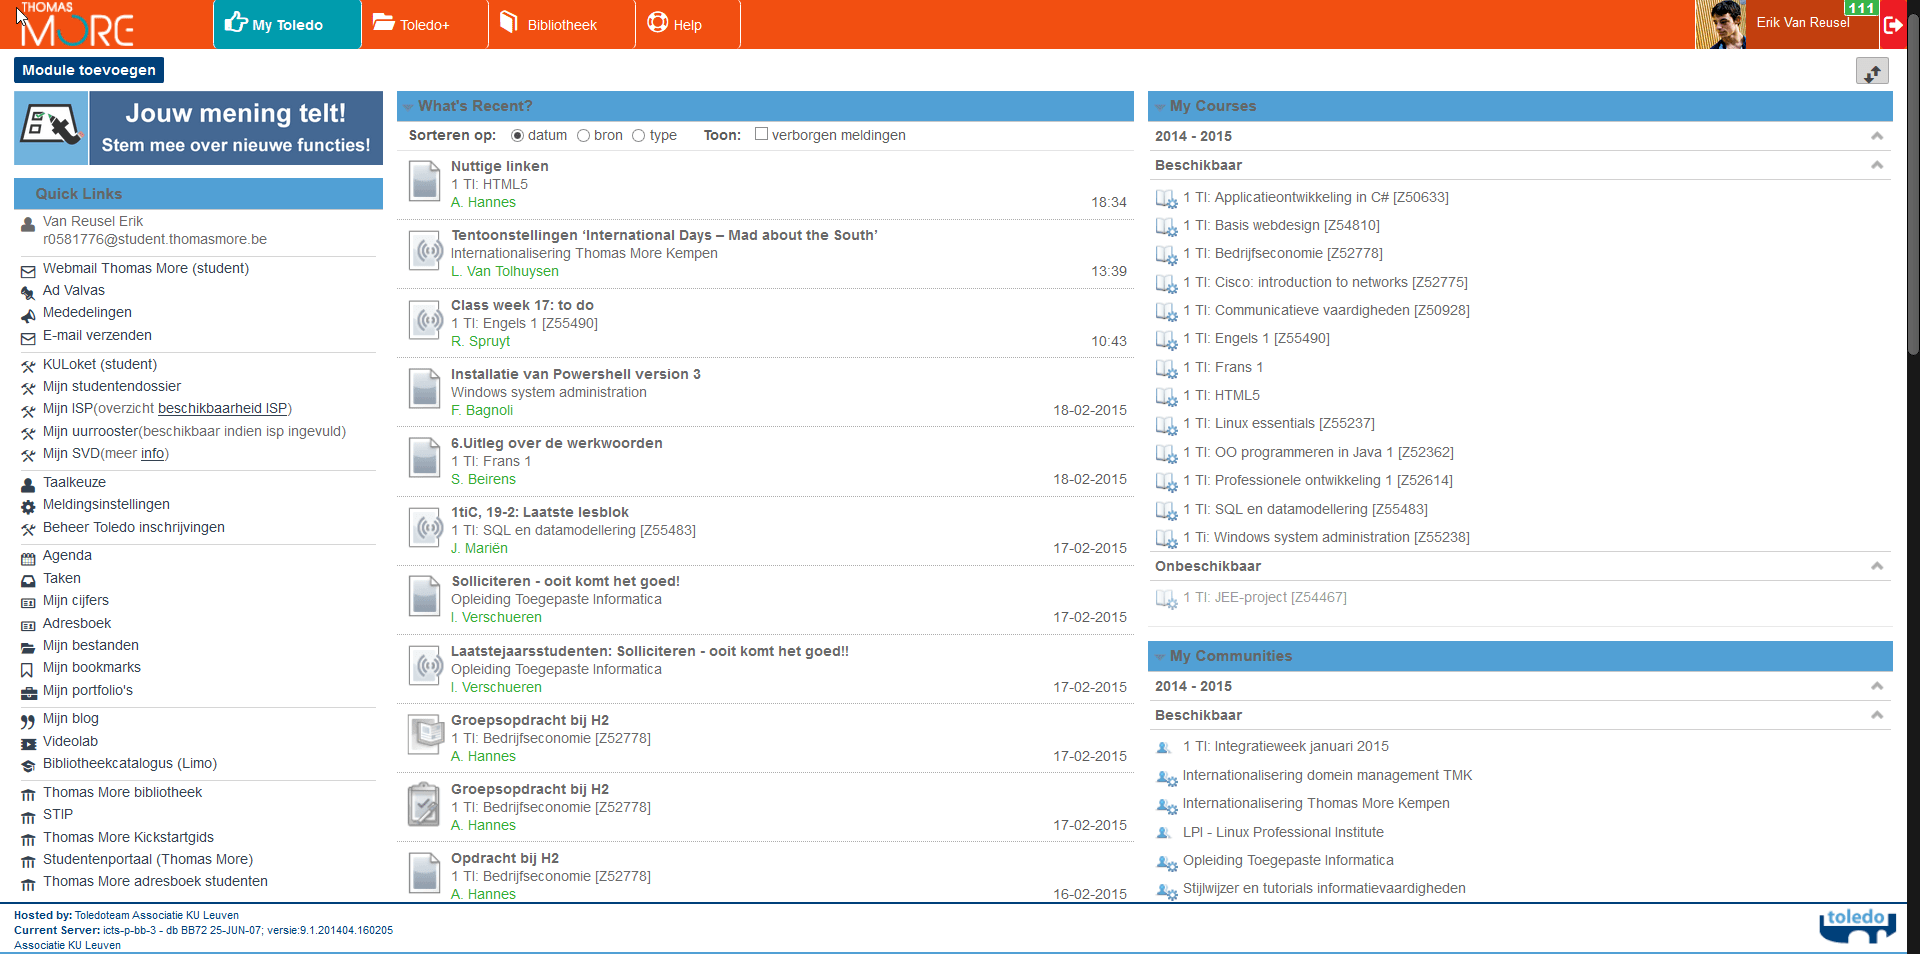 THOMAS
MORE
My Toledo
Toledo+
Bibliotheek
Help
Erik Van Reusel
111
Module toevoegen
Jouw mening telt!
Stem mee over nieuwe functies!
Quick Links
Van Reusel Erik
r0581776@student.thomasmore.be
Webmail Thomas More (student)
Ad Valvas
Mededelingen
E-mail verzenden
KULoket (student)
Mijn studentendossier
Mijn ISP(overzicht beschikbaarheid ISP)
Mijn uurrooster(beschikbaar indien isp ingevuld)
Mijn SVD(meer info)
Taalkeuze
Meldingsinstellingen
Beheer Toledo inschrijvingen
Agenda
Taken
Mijn cijfers
Adresboek
Mijn bestanden
Mijn bookmarks
Mijn portfolio's
Mijn blog
Videolab
Bibliotheekcatalogus (Limo)
Thomas More bibliotheek
STIP
Thomas More Kickstartgids
Studentenportaal (Thomas More)
Thomas More adresboek studenten
What's Recent?
Sorteren op: datum bron type Toon: verborgen meldingen
Nuttige linken
1 TI: HTML5
A. Hannes 18:34
Tentoonstellingen ‘International Days – Mad about the South’
Internationalisering Thomas More Kempen
L. Van Tolhuysen 13:39
Class week 17: to do
1 TI: Engels 1 [Z55490]
R. Spruyt 10:43
Installatie van Powershell version 3
Windows system administration
F. Bagnoli 18-02-2015
6.Uitleg over de werkwoorden
1 TI: Frans 1
S. Beirens 18-02-2015
1tiC, 19-2: Laatste lesblok
1 TI: SQL en datamodellering [Z55483]
J. Mariën 17-02-2015
Solliciteren - ooit komt het goed!
Opleiding Toegepaste Informatica
I. Verschueren 17-02-2015
Laatstejaarsstudenten: Solliciteren - ooit komt het goed!!
Opleiding Toegepaste Informatica
I. Verschueren 17-02-2015
Groepsopdracht bij H2
1 TI: Bedrijfseconomie [Z52778]
A. Hannes 17-02-2015
Groepsopdracht bij H2
1 TI: Bedrijfseconomie [Z52778]
A. Hannes 17-02-2015
Opdracht bij H2
1 TI: Bedrijfseconomie [Z52778]
A. Hannes 16-02-2015
My Courses
2014 - 2015
Beschikbaar
1 TI: Applicatieontwikkeling in C# [Z50633]
1 TI: Basis webdesign [Z54810]
1 TI: Bedrijfseconomie [Z52778]
1 TI: Cisco: introduction to networks [Z52775]
1 TI: Communicatieve vaardigheden [Z50928]
1 TI: Engels 1 [Z55490]
1 TI: Frans 1
1 TI: HTML5
1 TI: Linux essentials [Z55237]
1 TI: OO programmeren in Java 1 [Z52362]
1 TI: Professionele ontwikkeling 1 [Z52614]
1 TI: SQL en datamodellering [Z55483]
1 Ti: Windows system administration [Z55238]
Onbeschikbaar
1 TI: JEE-project [Z54467]
My Communities
2014 - 2015
Beschikbaar
1 TI: Integratieweek januari 2015
Internationalisering domein management TMK
Internationalisering Thomas More Kempen
LPI - Linux Professional Institute
Opleiding Toegepaste Informatica
Stijlwijzer en tutorials informatievaardigheden
Hosted by: Toledoteam Associatie KU Leuven
Current Server: icts-p-bb-3 - db BB72 25-JUN-07; versie:9.1.201404.160205
Associatie KU Leuven
toledo